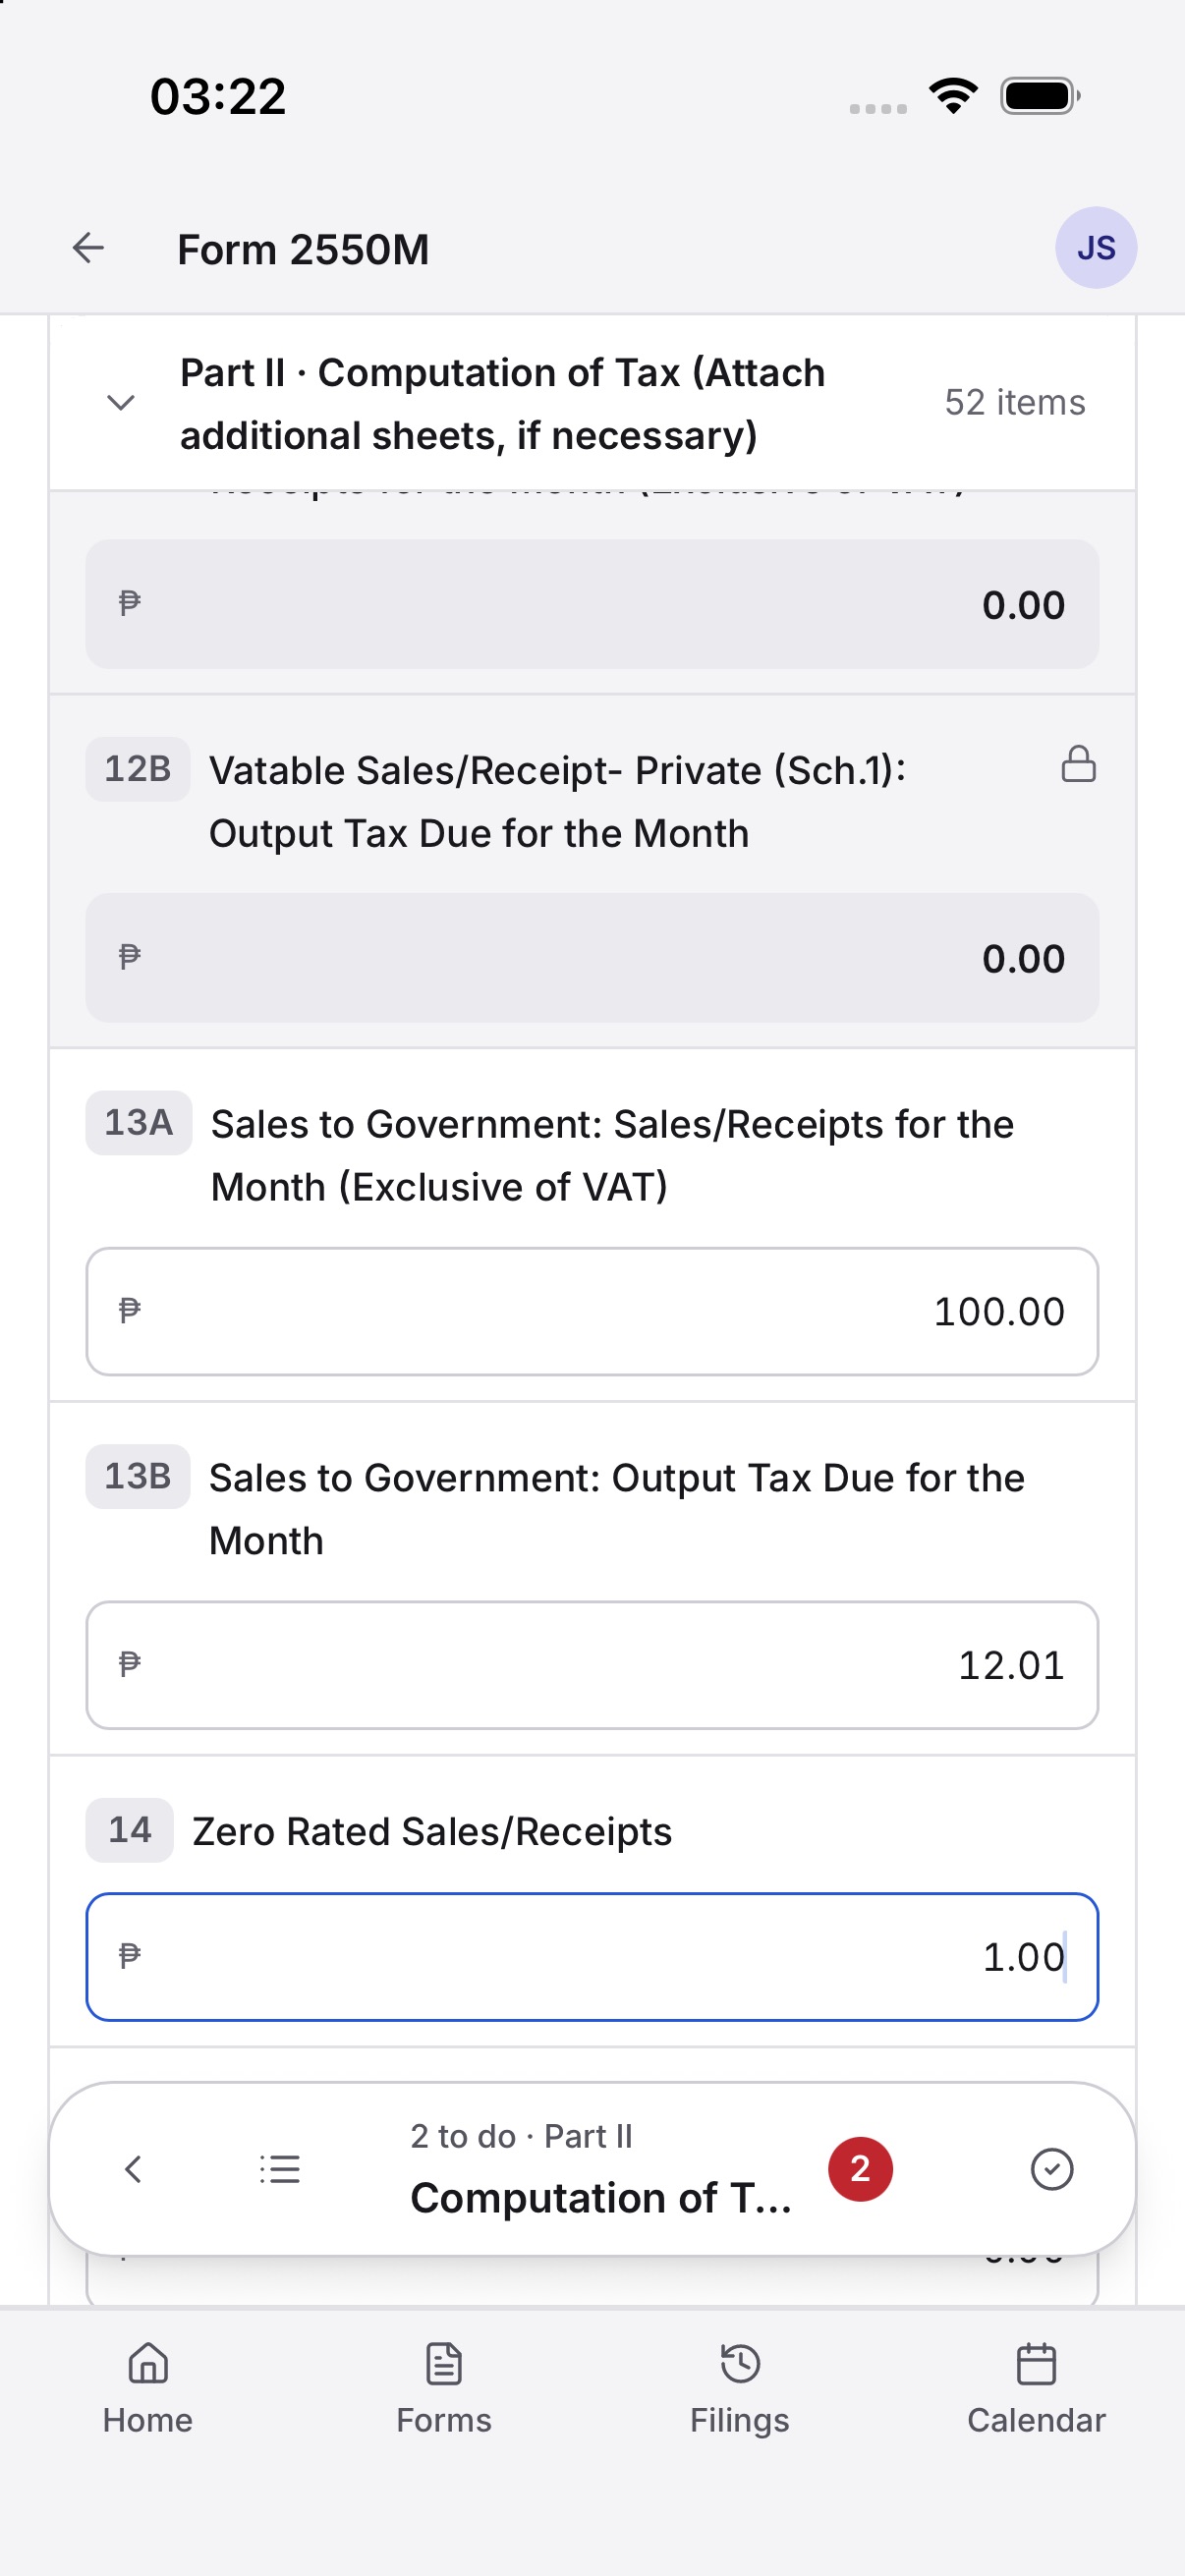 03:22
Form 2550M
JS
Part II · Computation of Tax (Attach
additional sheets, if necessary)
52 items
₱ 0.00
12B Vatable Sales/Receipt- Private (Sch.1):
Output Tax Due for the Month
₱ 0.00
13A Sales to Government: Sales/Receipts for the
Month (Exclusive of VAT)
₱ 100.00
13B Sales to Government: Output Tax Due for the
Month
₱ 12.01
14 Zero Rated Sales/Receipts
₱ 1.00
2 to do · Part II
Computation of T...
2
Home
Forms
Filings
Calendar